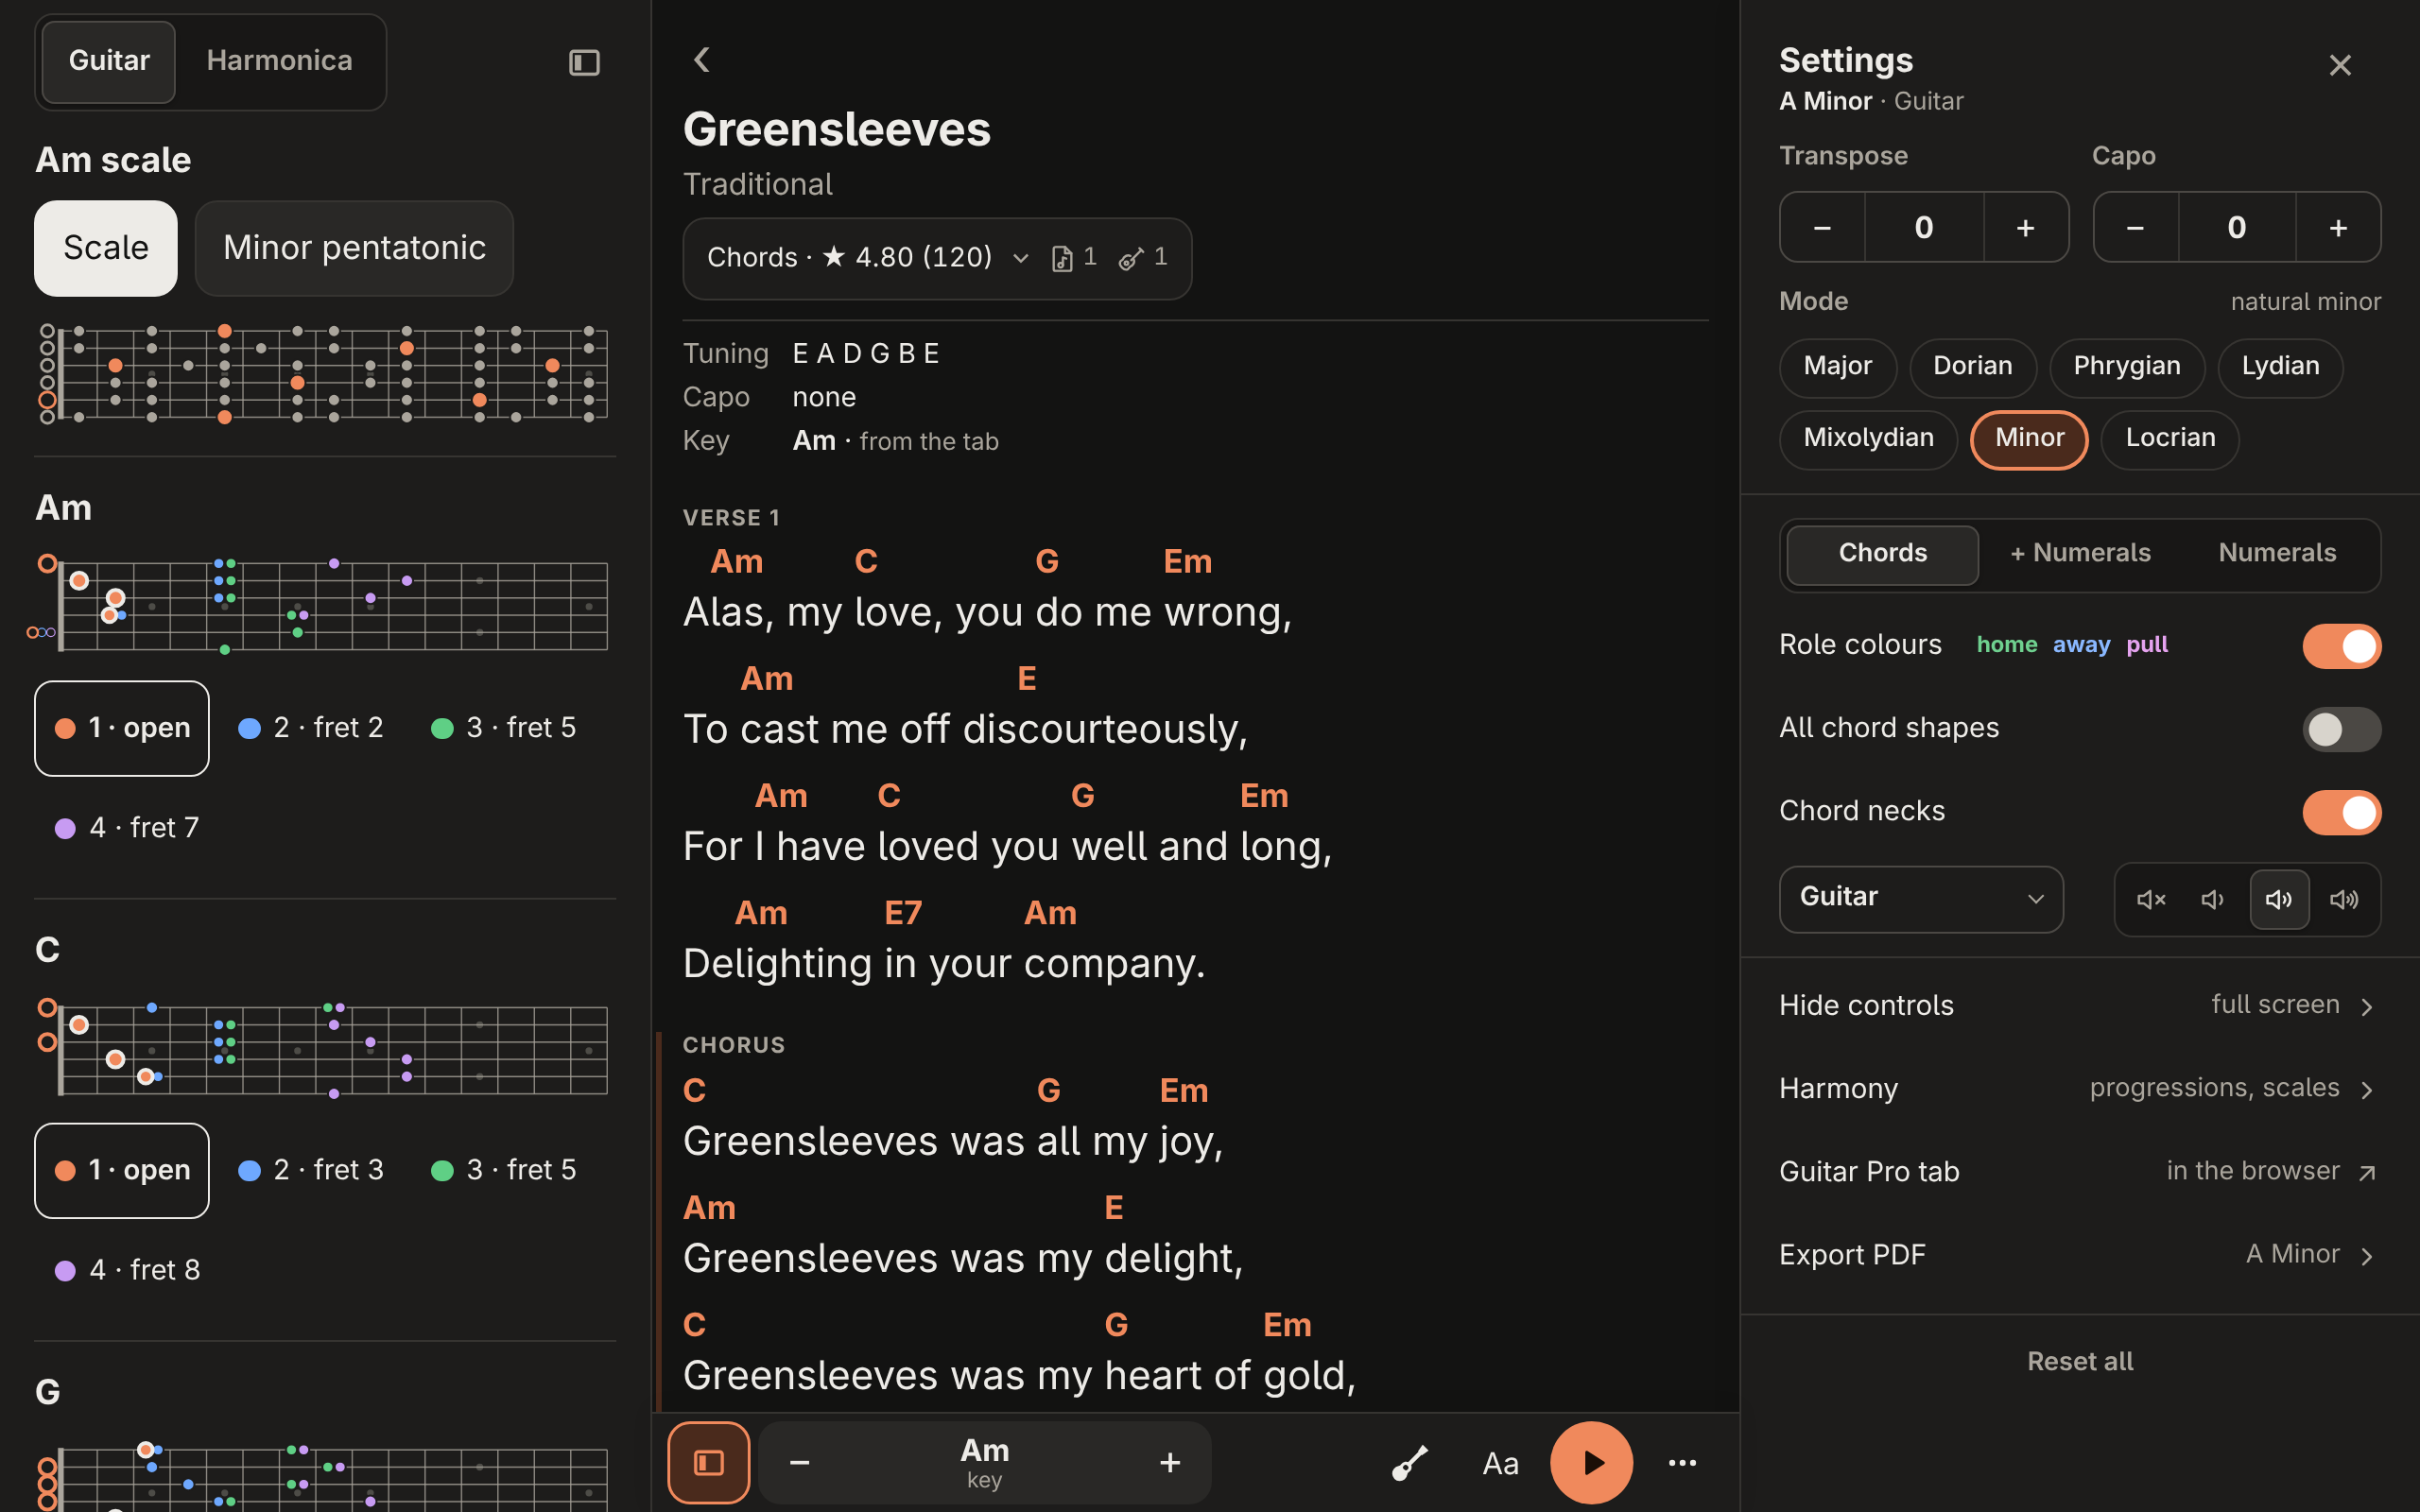 Guitar Harmonica
Am scale
Scale Minor pentatonic
Am
1 · open 2 · fret 2 3 · fret 5
4 · fret 7
C
1 · open 2 · fret 3 3 · fret 5
4 · fret 8
G
Greensleeves
Traditional
Chords · ★ 4.80 (120) 1 1
Tuning E A D G B E
Capo none
Key Am · from the tab
VERSE 1
Am C G Em
Alas, my love, you do me wrong,
Am E
To cast me off discourteously,
Am C G Em
For I have loved you well and long,
Am E7 Am
Delighting in your company.
CHORUS
C G Em
Greensleeves was all my joy,
Am E
Greensleeves was my delight,
C G Em
Greensleeves was my heart of gold,
− Am +
key
Aa
Settings
A Minor · Guitar
Transpose Capo
− 0 + − 0 +
Mode natural minor
Major Dorian Phrygian Lydian
Mixolydian Minor Locrian
Chords + Numerals Numerals
Role colours home away pull
All chord shapes
Chord necks
Guitar
Hide controls full screen
Harmony progressions, scales
Guitar Pro tab in the browser
Export PDF A Minor
Reset all